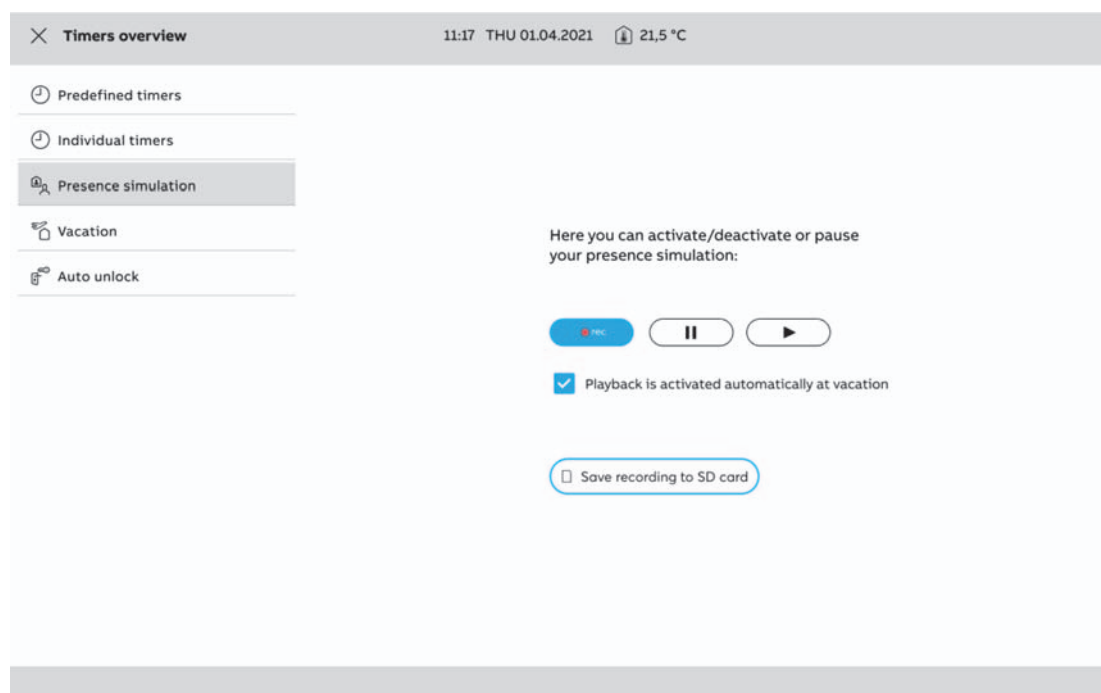 Timers overview
11:17 THU 01.04.2021 21,5 °C
Predefined timers
Individual timers
Presence simulation
Vacation
Auto unlock
Here you can activate/deactivate or pause
your presence simulation:
rec
Playback is activated automatically at vacation
Save recording to SD card